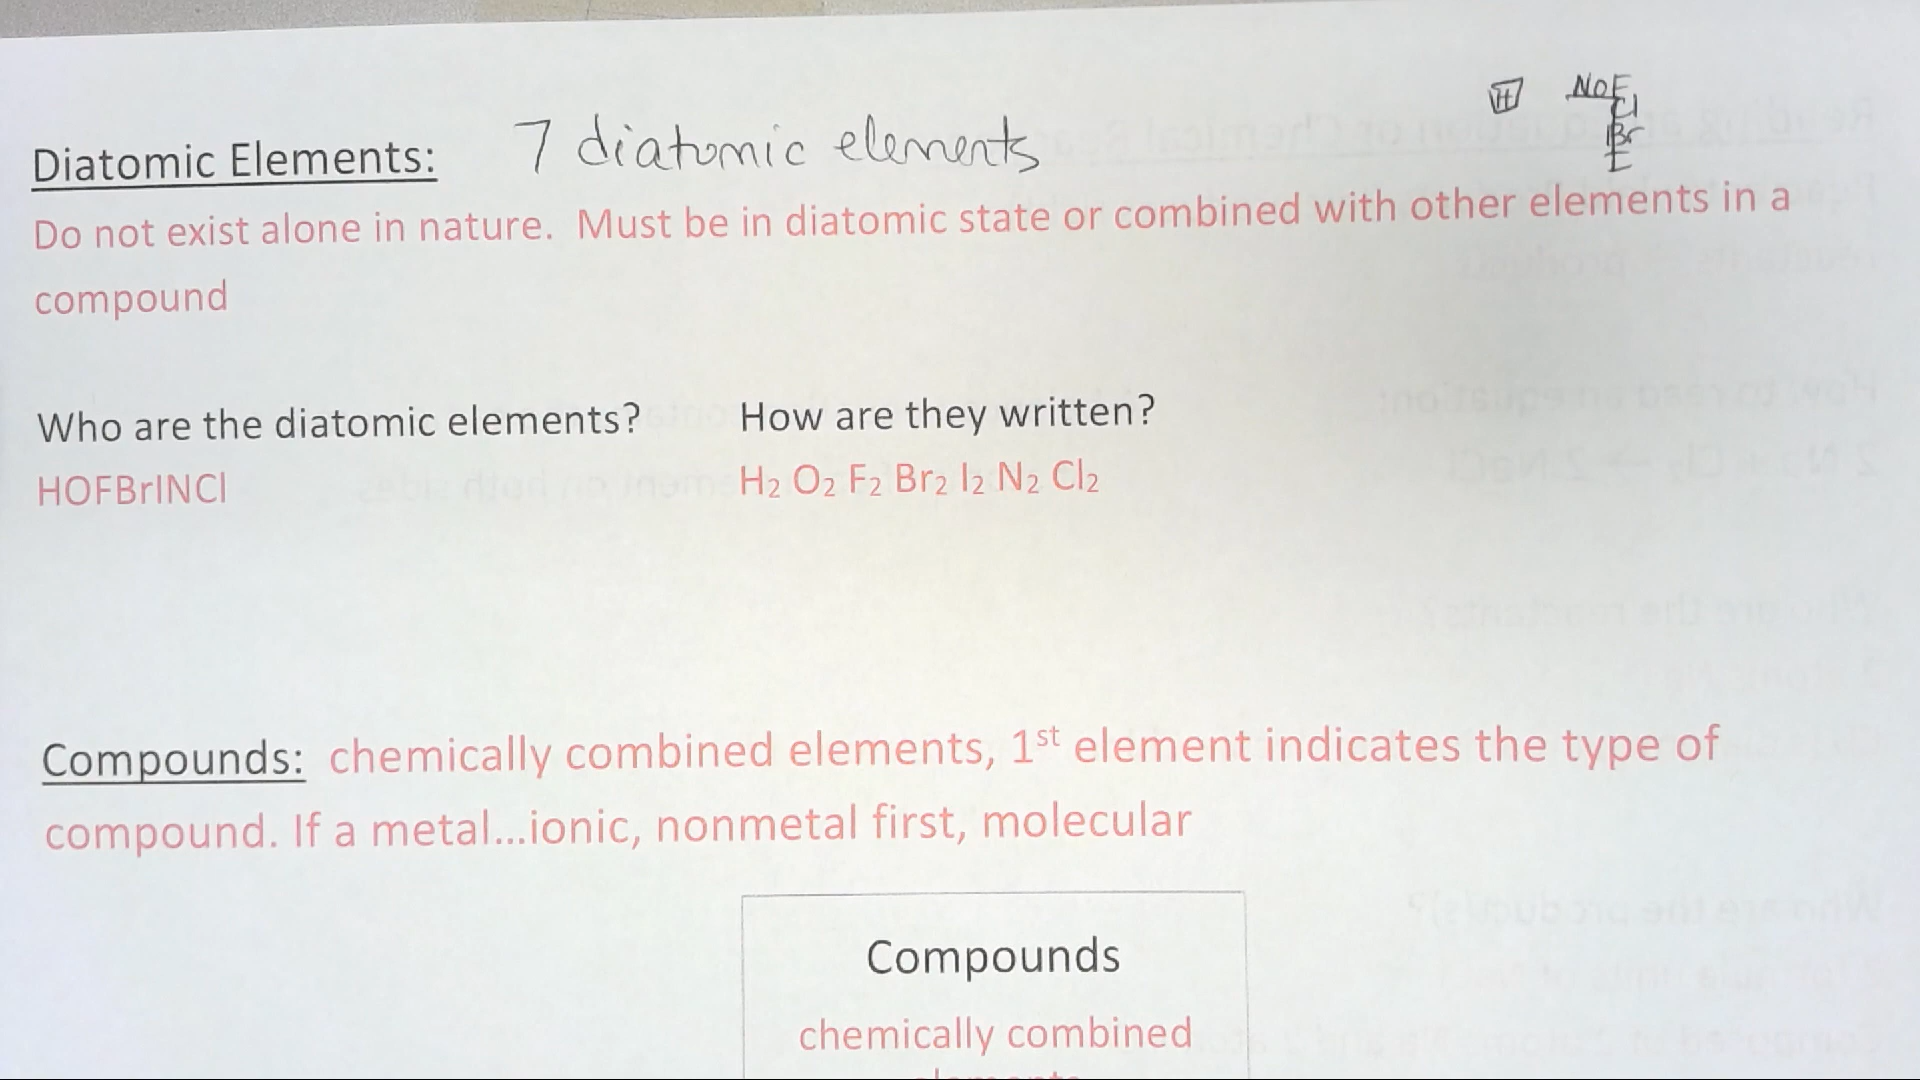 H NOF
Cl
Br
I
Diatomic Elements: 7 diatomic elements
Do not exist alone in nature. Must be in diatomic state or combined with other elements in a
compound
Who are the diatomic elements? How are they written?
HOFBrINCl H₂ O₂ F₂ Br₂ I₂ N₂ Cl₂
Compounds: chemically combined elements, 1st element indicates the type of
compound. If a metal...ionic, nonmetal first, molecular
Compounds
chemically combined